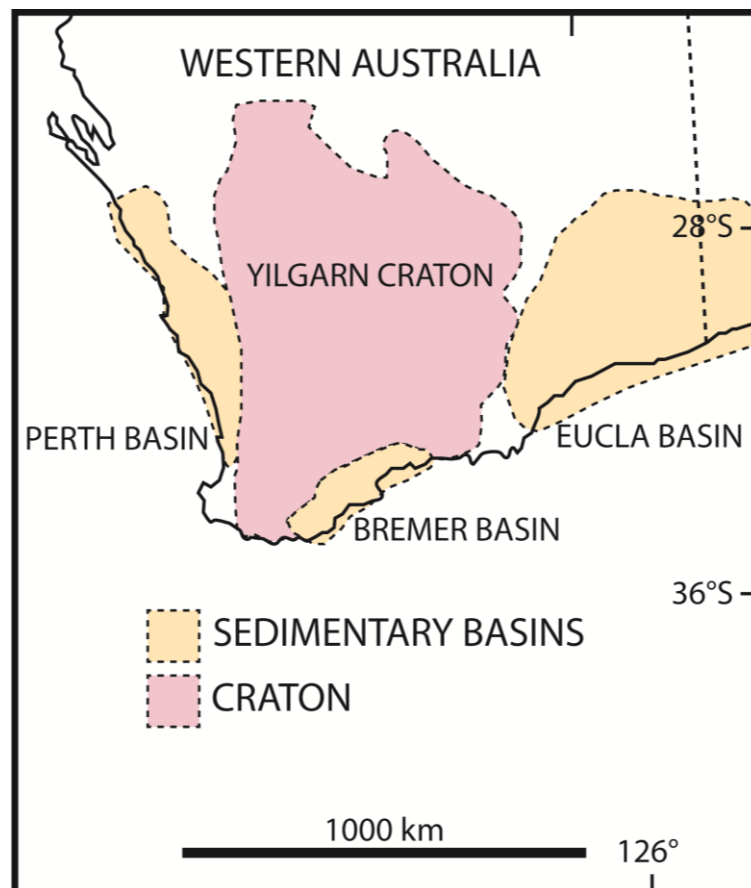 WESTERN AUSTRALIA
28°S
YILGARN CRATON
PERTH BASIN
EUCLA BASIN
BREMER BASIN
36°S
SEDIMENTARY BASINS
CRATON
1000 km
126°